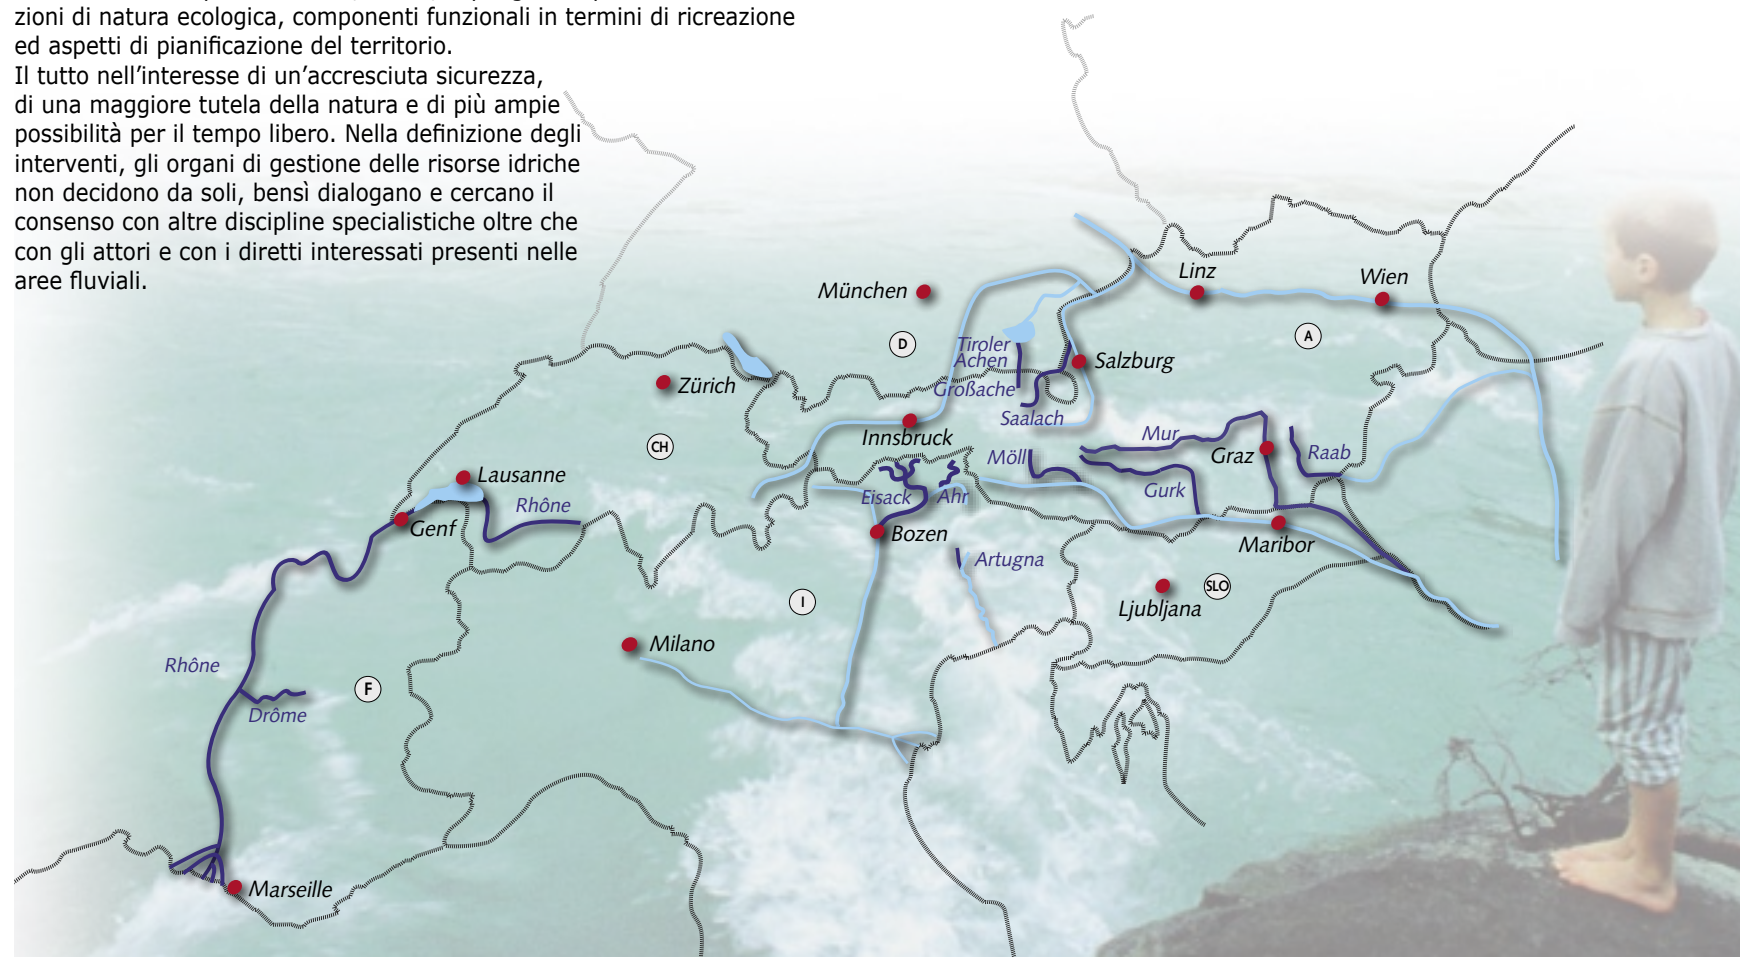 zioni di natura ecologica, componenti funzionali in termini di ricreazione
ed aspetti di pianificazione del territorio.
Il tutto nell’interesse di un’accresciuta sicurezza,
di una maggiore tutela della natura e di più ampie
possibilità per il tempo libero. Nella definizione degli
interventi, gli organi di gestione delle risorse idriche
non decidono da soli, bensì dialogano e cercano il
consenso con altre discipline specialistiche oltre che
con gli attori e con i diretti interessati presenti nelle
aree fluviali.
Linz
Wien
München
D
A
Tiroler
Achen
Salzburg
Zürich
Großache
Saalach
Innsbruck
Mur
CH
Möll
Graz
Raab
Lausanne
Eisack
Ahr
Gurk
Rhône
Genf
Bozen
Maribor
Artugna
I
SLO
Ljubljana
Milano
Rhône
F
Drôme
Marseille